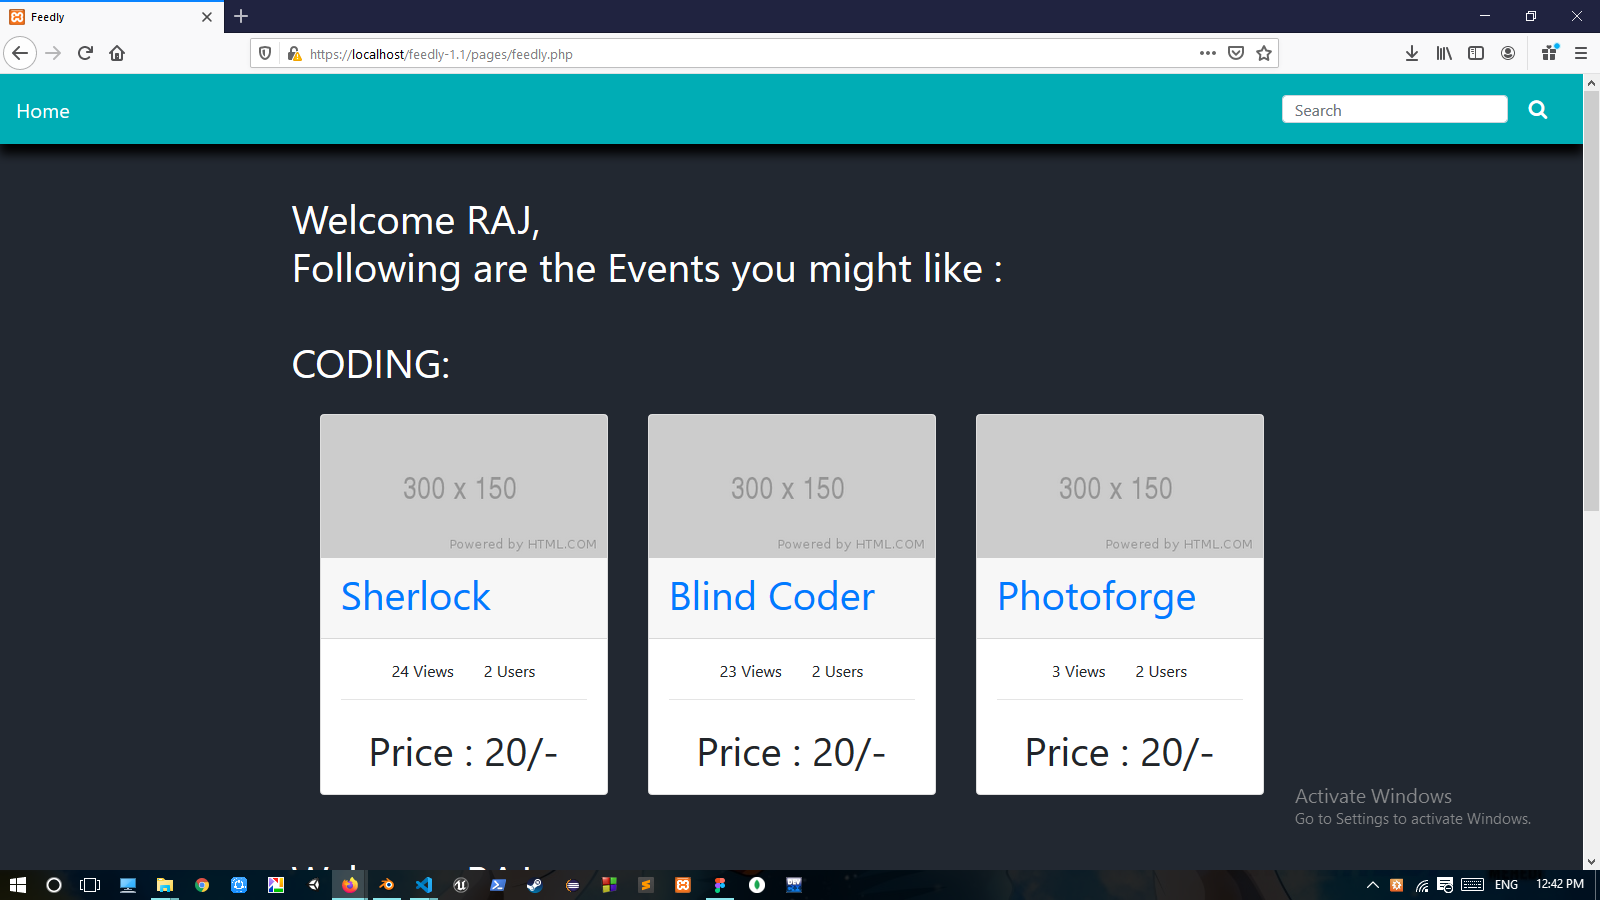 Feedly
https://localhost/feedly-1.1/pages/feedly.php
Home
Search
Welcome RAJ,
Following are the Events you might like :
CODING:
300 x 150
Powered by HTML.COM
300 x 150
Powered by HTML.COM
300 x 150
Powered by HTML.COM
Sherlock
Blind Coder
Photoforge
24 Views 2 Users
23 Views 2 Users
3 Views 2 Users
Price : 20/-
Price : 20/-
Price : 20/-
Activate Windows
Go to Settings to activate Windows.
Welcome RAJ,
DEV
ENG
12:42 PM